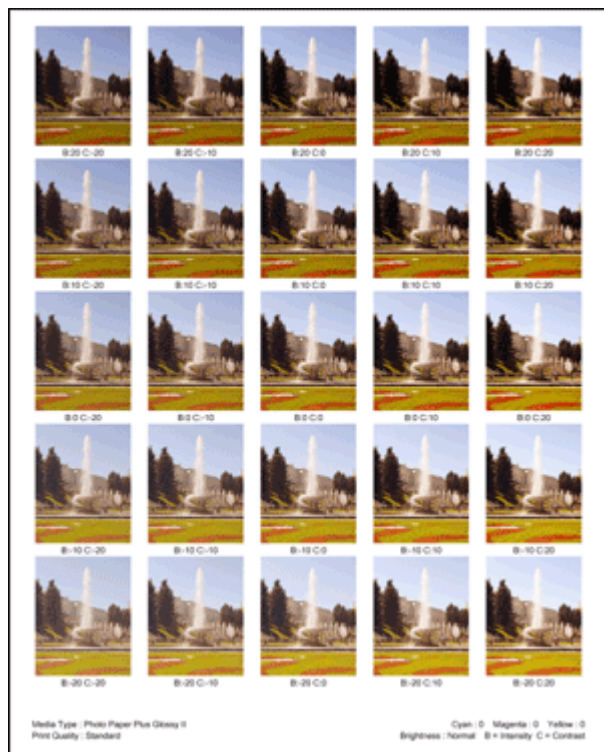 B:20 C:-20 B:20 C:-10 B:20 C:0 B:20 C:10 B:20 C:20
B:10 C:-20 B:10 C:-10 B:10 C:0 B:10 C:10 B:10 C:20
B:0 C:-20 B:0 C:-10 B:0 C:0 B:0 C:10 B:0 C:20
B:-10 C:-20 B:-10 C:-10 B:-10 C:0 B:-10 C:10 B:-10 C:20
B:-20 C:-20 B:-20 C:-10 B:-20 C:0 B:-20 C:10 B:-20 C:20
Media Type : Photo Paper Plus Glossy II Cyan : 0 Magenta : 0 Yellow : 0
Print Quality : Standard Brightness : Normal B = Intensity C = Contrast